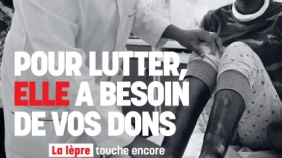 POUR LUTTER,
ELLE A BESOIN
DE VOS DONS
La lèpre touche encore